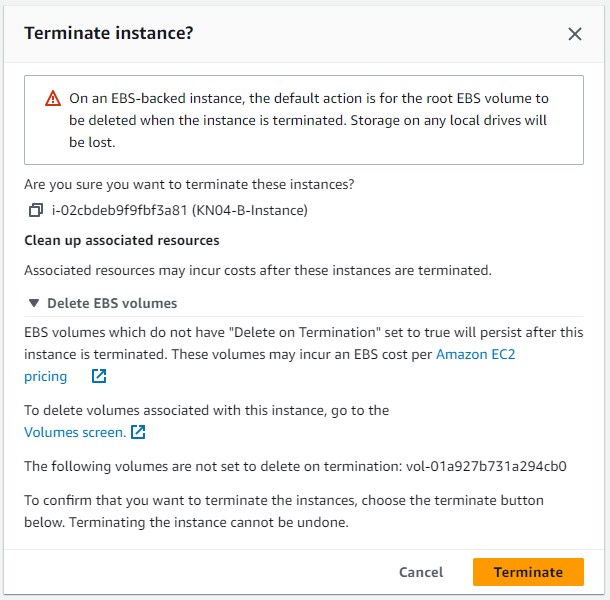 Terminate instance?
On an EBS-backed instance, the default action is for the root EBS volume to
be deleted when the instance is terminated. Storage on any local drives will
be lost.
Are you sure you want to terminate these instances?
i-02cbdeb9f9fbf3a81 (KN04-B-Instance)
Clean up associated resources
Associated resources may incur costs after these instances are terminated.
Delete EBS volumes
EBS volumes which do not have "Delete on Termination" set to true will persist after this
instance is terminated. These volumes may incur an EBS cost per Amazon EC2
pricing
To delete volumes associated with this instance, go to the
Volumes screen.
The following volumes are not set to delete on termination: vol-01a927b731a294cb0
To confirm that you want to terminate the instances, choose the terminate button
below. Terminating the instance cannot be undone.
Cancel Terminate